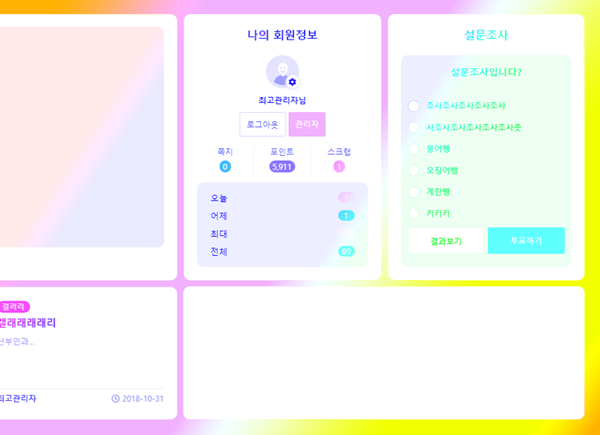 나의 회원정보
최고관리자님
로그아웃 관리자
쪽지 포인트 스크랩
0 5,911 1
오늘
어제 1
최대
전체 69
설문조사
설문조사입니다?
조사조사조사조사조사
사조사조사조사조사조사좃
붕어빵
오징어빵
계란빵
키키키
결과보기 투표하기
갤러리
갤래래래래리
산부인과...
최고관리자 2018-10-31